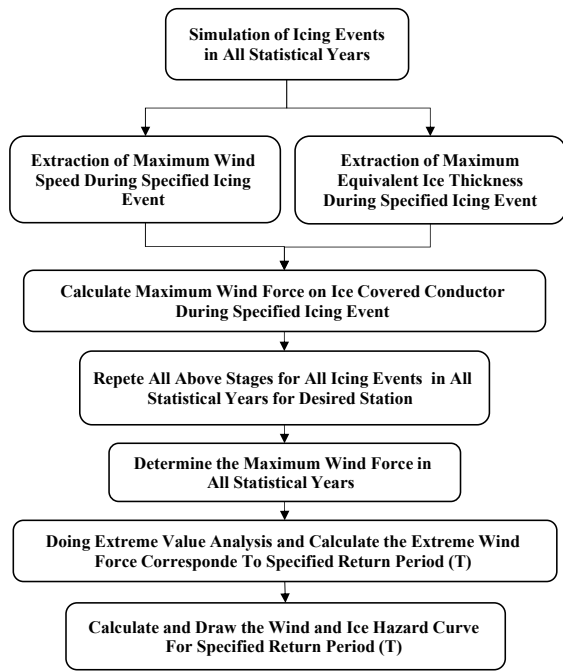 Simulation of Icing Events
in All Statistical Years
Extraction of Maximum Wind
Speed During Specified Icing
Event
Extraction of Maximum
Equivalent Ice Thickness
During Specified Icing Event
Calculate Maximum Wind Force on Ice Covered Conductor
During Specified Icing Event
Repete All Above Stages for All Icing Events in All
Statistical Years for Desired Station
Determine the Maximum Wind Force in
All Statistical Years
Doing Extreme Value Analysis and Calculate the Extreme Wind
Force Corresponde To Specified Return Period (T)
Calculate and Draw the Wind and Ice Hazard Curve
For Specified Return Period (T)